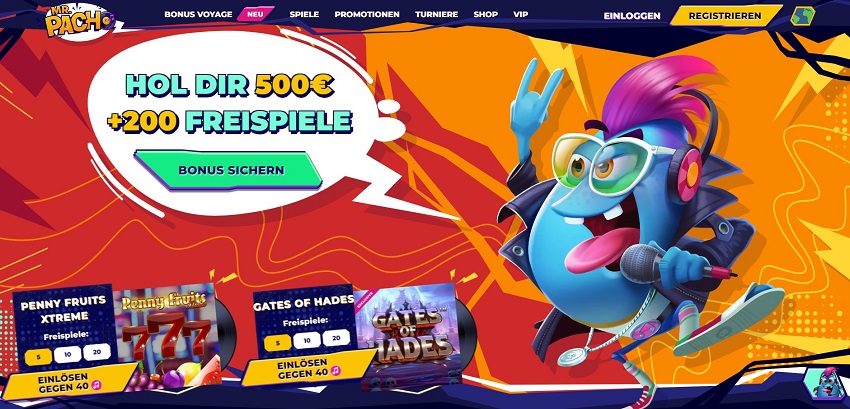 MR.
PACHO
BONUS VOYAGE NEU SPIELE PROMOTIONEN TURNIERE SHOP VIP
EINLOGGEN REGISTRIEREN
HOL DIR 500€
+200 FREISPIELE
BONUS SICHERN
PENNY FRUITS
XTREME
Freispiele:
5 10 20
EINLÖSEN
GEGEN 40
Penny Fruits
777
GATES OF HADES
Freispiele:
5 10 20
EINLÖSEN
GEGEN 40
GATES
OF
HADES